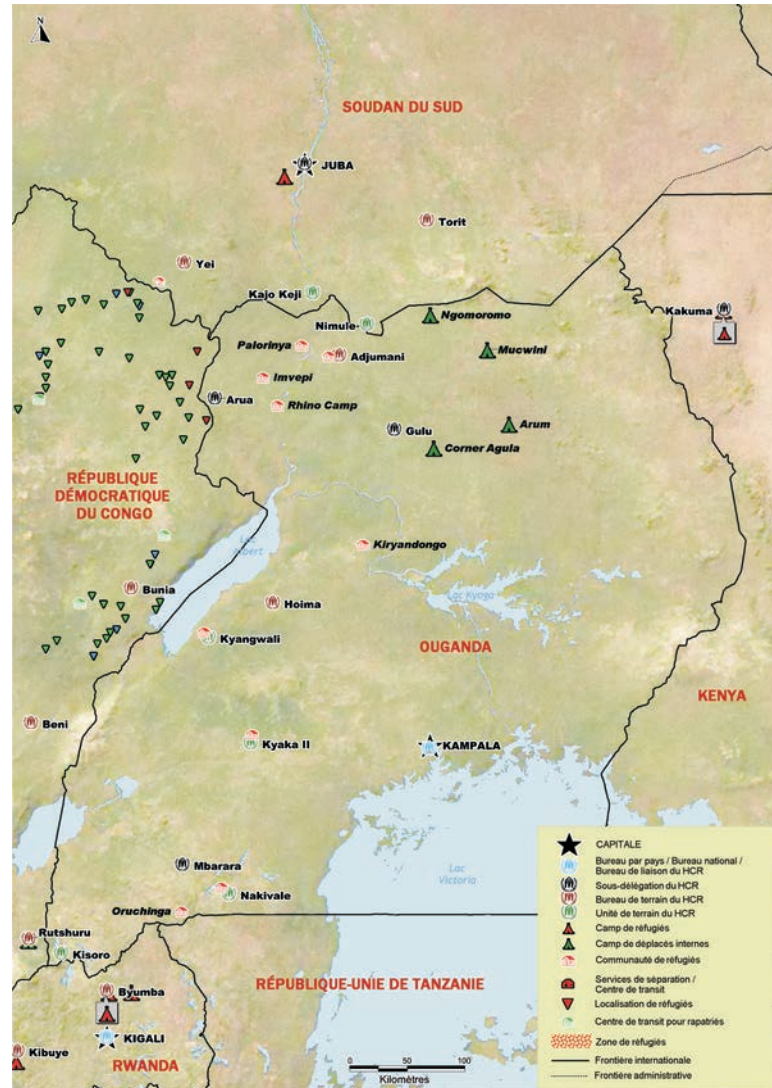 N
SOUDAN DU SUD
JUBA
Torit
Yei
Kajo Keji
Nimule
Ngomoromo
Kakuma
Palorinya
Adjumani
Mucwini
Imvepi
Arua
Rhino Camp
Gulu
Arum
Corner Agula
RÉPUBLIQUE
DÉMOCRATIQUE
DU CONGO
Lac
Albert
Kiryandongo
Bunia
Lac Kyoga
Hoima
Kyangwali
OUGANDA
KENYA
Beni
Kyaka II
KAMPALA
Mbarara
Lac
Victoria
Nakivale
Oruchinga
Rutshuru
Kisoro
RÉPUBLIQUE-UNIE DE TANZANIE
Byumba
KIGALI
Kibuye
RWANDA
0 50 100
Kilomètres
CAPITALE
Bureau par pays / Bureau national /
Bureau de liaison du HCR
Sous-délégation du HCR
Bureau de terrain du HCR
Unité de terrain du HCR
Camp de réfugiés
Camp de déplacés internes
Communauté de réfugiés
Services de séparation /
Centre de transit
Localisation de réfugiés
Centre de transit pour rapatriés
Zone de réfugiés
Frontière internationale
Frontière administrative